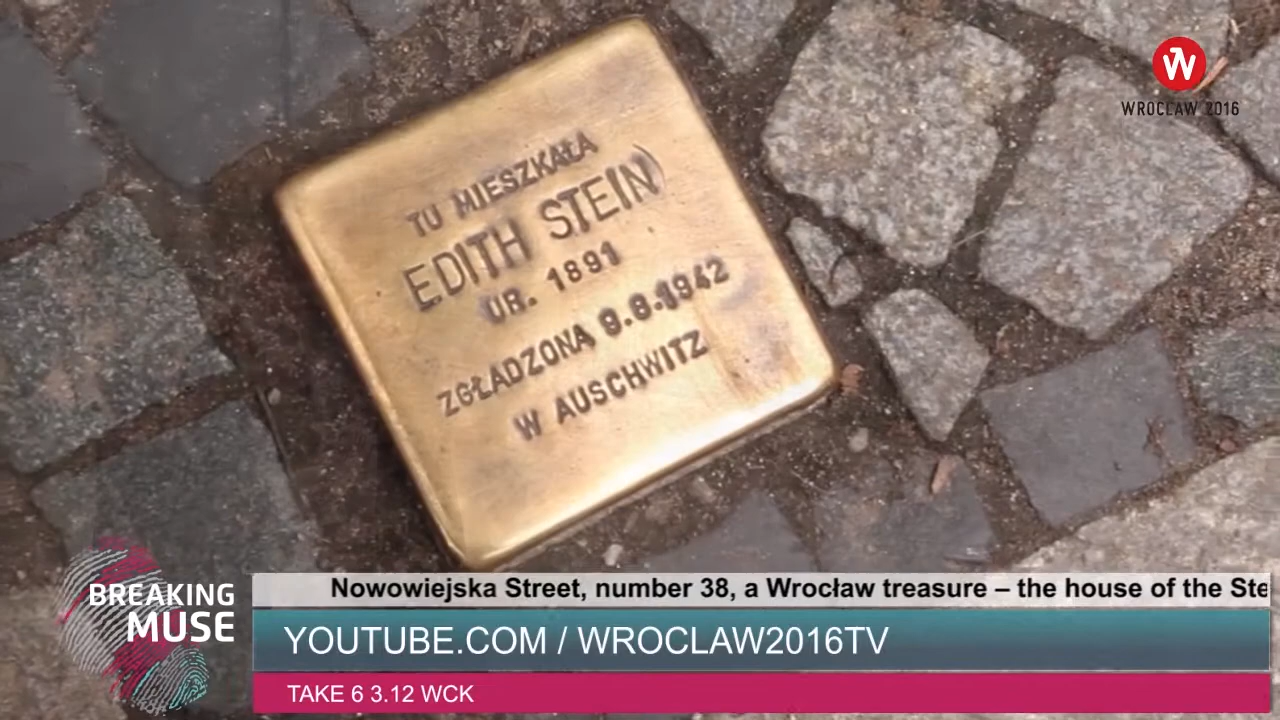 W
WROCŁAW 2016
TU MIESZKAŁA
EDITH STEIN
UR. 1891
ZGŁADZONA 9.8.1942
W AUSCHWITZ
BREAKING
MUSE
Nowowiejska Street, number 38, a Wrocław treasure – the house of the Ste
YOUTUBE.COM / WROCLAW2016TV
TAKE 6 3.12 WCK